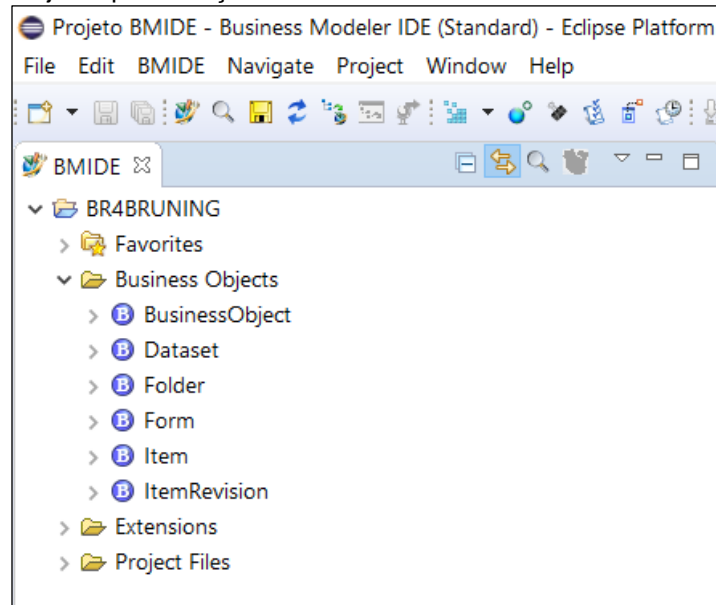 Projeto BMIDE - Business Modeler IDE (Standard) - Eclipse Platform
File Edit BMIDE Navigate Project Window Help
BMIDE
BR4BRUNING
Favorites
Business Objects
B BusinessObject
B Dataset
B Folder
B Form
B Item
B ItemRevision
Extensions
Project Files